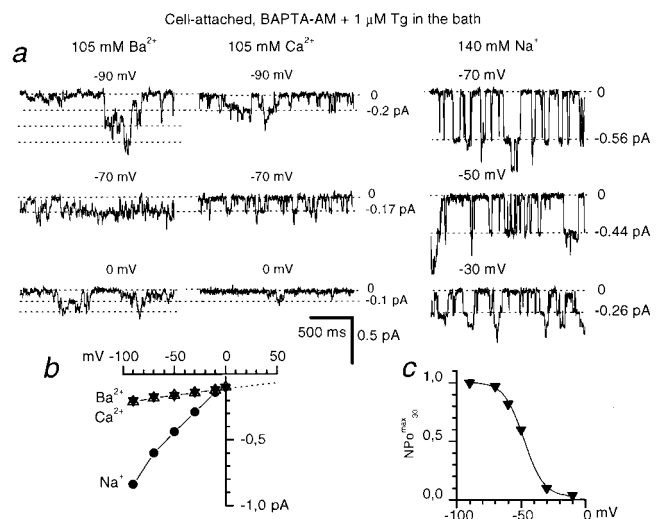 Cell-attached, BAPTA-AM + 1 µM Tg in the bath
a
105 mM Ba2+ 105 mM Ca2+ 140 mM Na+
-90 mV -90 mV -70 mV
0 0 0
-0.2 pA
-0.56 pA
-70 mV -70 mV -50 mV
0 0
-0.17 pA
-0.44 pA
0 mV 0 mV -30 mV
0 0
-0.1 pA -0.26 pA
500 ms 0.5 pA
b
mV -100 -50 0 50
Ba2+
Ca2+
-0,5
Na+
-1,0 pA
c
NPo max 30
1,0
0,5
0,0
-100 -50 0 mV